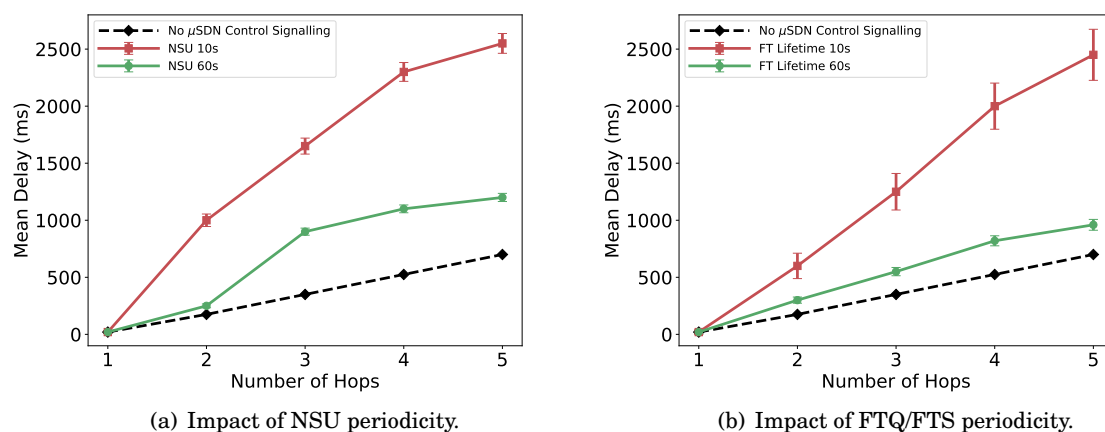 No μSDN Control Signalling
NSU 10s
NSU 60s
Mean Delay (ms)
2500
2000
1500
1000
500
0
1 2 3 4 5
Number of Hops
(a) Impact of NSU periodicity.
No μSDN Control Signalling
FT Lifetime 10s
FT Lifetime 60s
Mean Delay (ms)
2500
2000
1500
1000
500
0
1 2 3 4 5
Number of Hops
(b) Impact of FTQ/FTS periodicity.